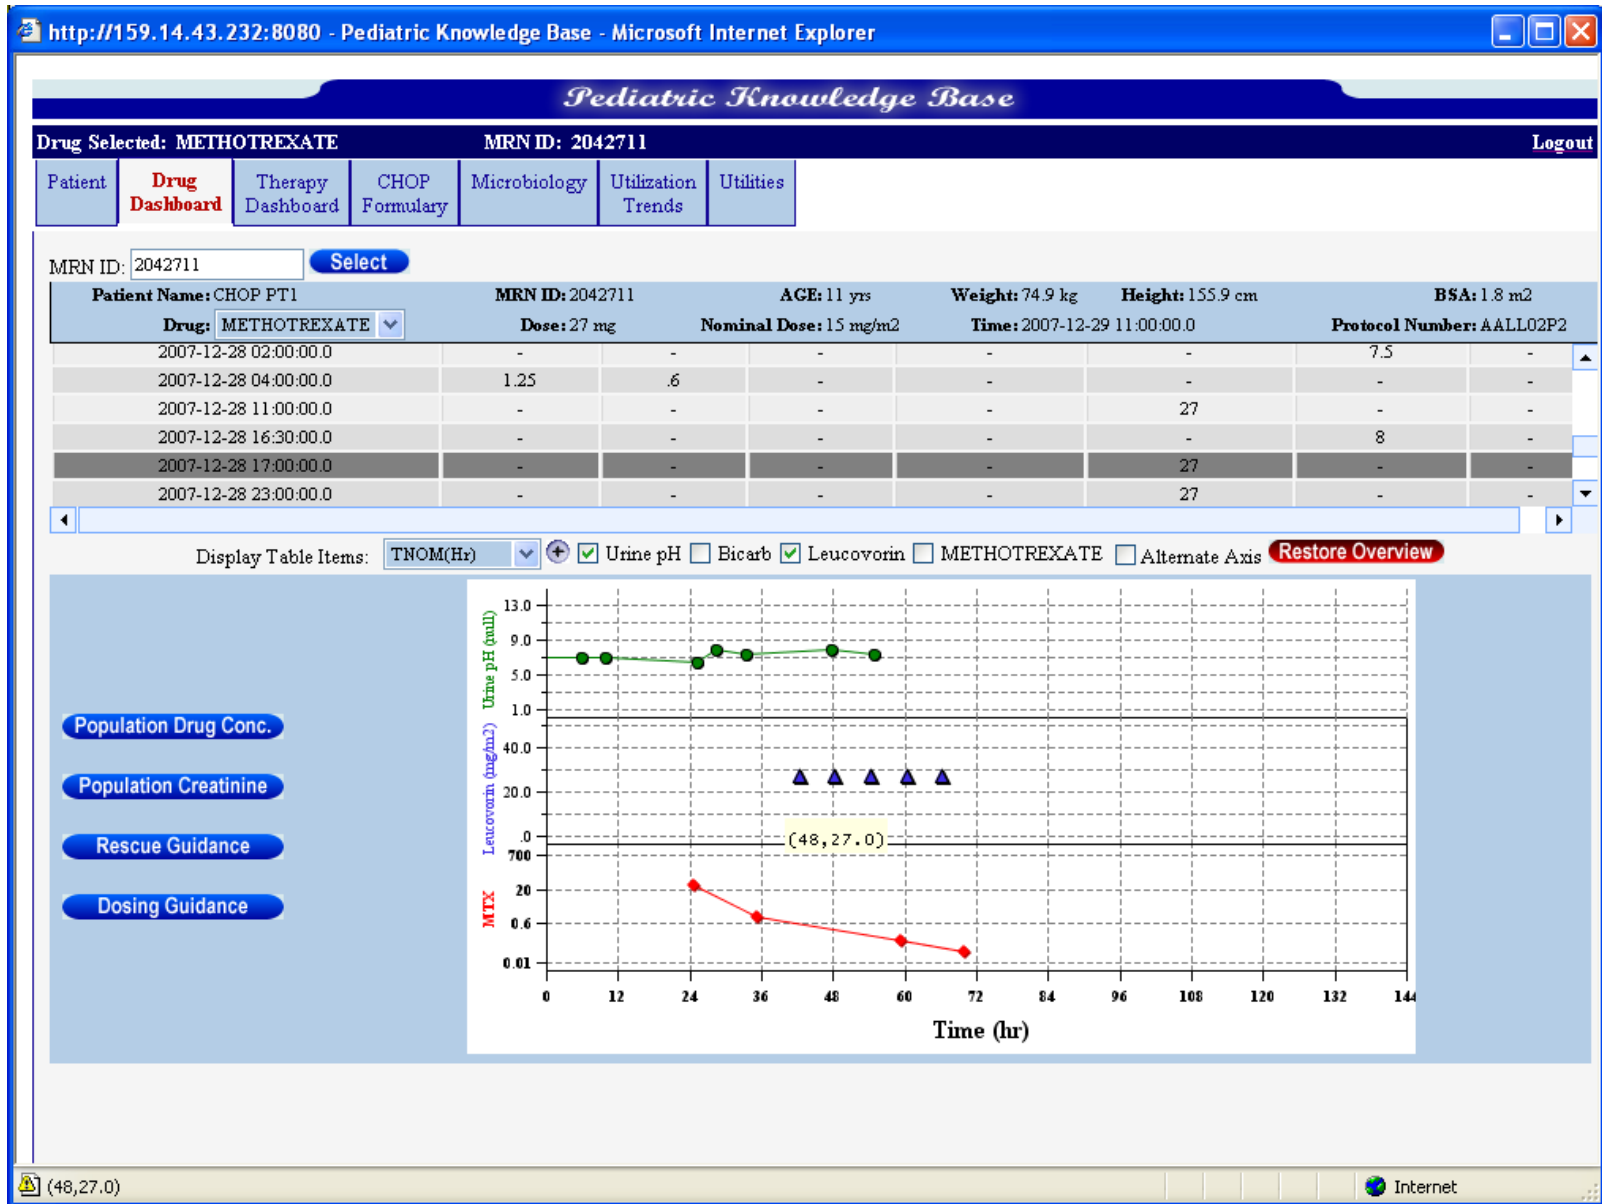 http://159.14.43.232:8080 - Pediatric Knowledge Base - Microsoft Internet Explorer
Pediatric Knowledge Base
Drug Selected: METHOTREXATE MRN ID: 2042711 Logout
Patient Drug Dashboard Therapy Dashboard CHOP Formulary Microbiology Utilization Trends Utilities
MRN ID: 2042711 Select
Patient Name: CHOP PT1 MRN ID: 2042711 AGE: 11 yrs Weight: 74.9 kg Height: 155.9 cm BSA: 1.8 m2
Drug: METHOTREXATE Dose: 27 mg Nominal Dose: 15 mg/m2 Time: 2007-12-29 11:00:00.0 Protocol Number: AALL02P2
2007-12-28 02:00:00.0 - - - - - 7.5 -
2007-12-28 04:00:00.0 1.25 .6 - - - - -
2007-12-28 11:00:00.0 - - - - 27 - -
2007-12-28 16:30:00.0 - - - - - 8 -
2007-12-28 17:00:00.0 - - - - 27 - -
2007-12-28 23:00:00.0 - - - - 27 - -
Display Table Items: TNOM(Hr) Urine pH Bicarb Leucovorin METHOTREXATE Alternate Axis Restore Overview
Population Drug Conc.
Population Creatinine
Rescue Guidance
Dosing Guidance
Urine pH (null)
13.0
9.0
5.0
1.0
Leucovorin (mg/m2)
40.0
20.0
.0
(48,27.0)
MTX
700
20
0.6
0.01
0 12 24 36 48 60 72 84 96 108 120 132 144
Time (hr)
(48,27.0) Internet